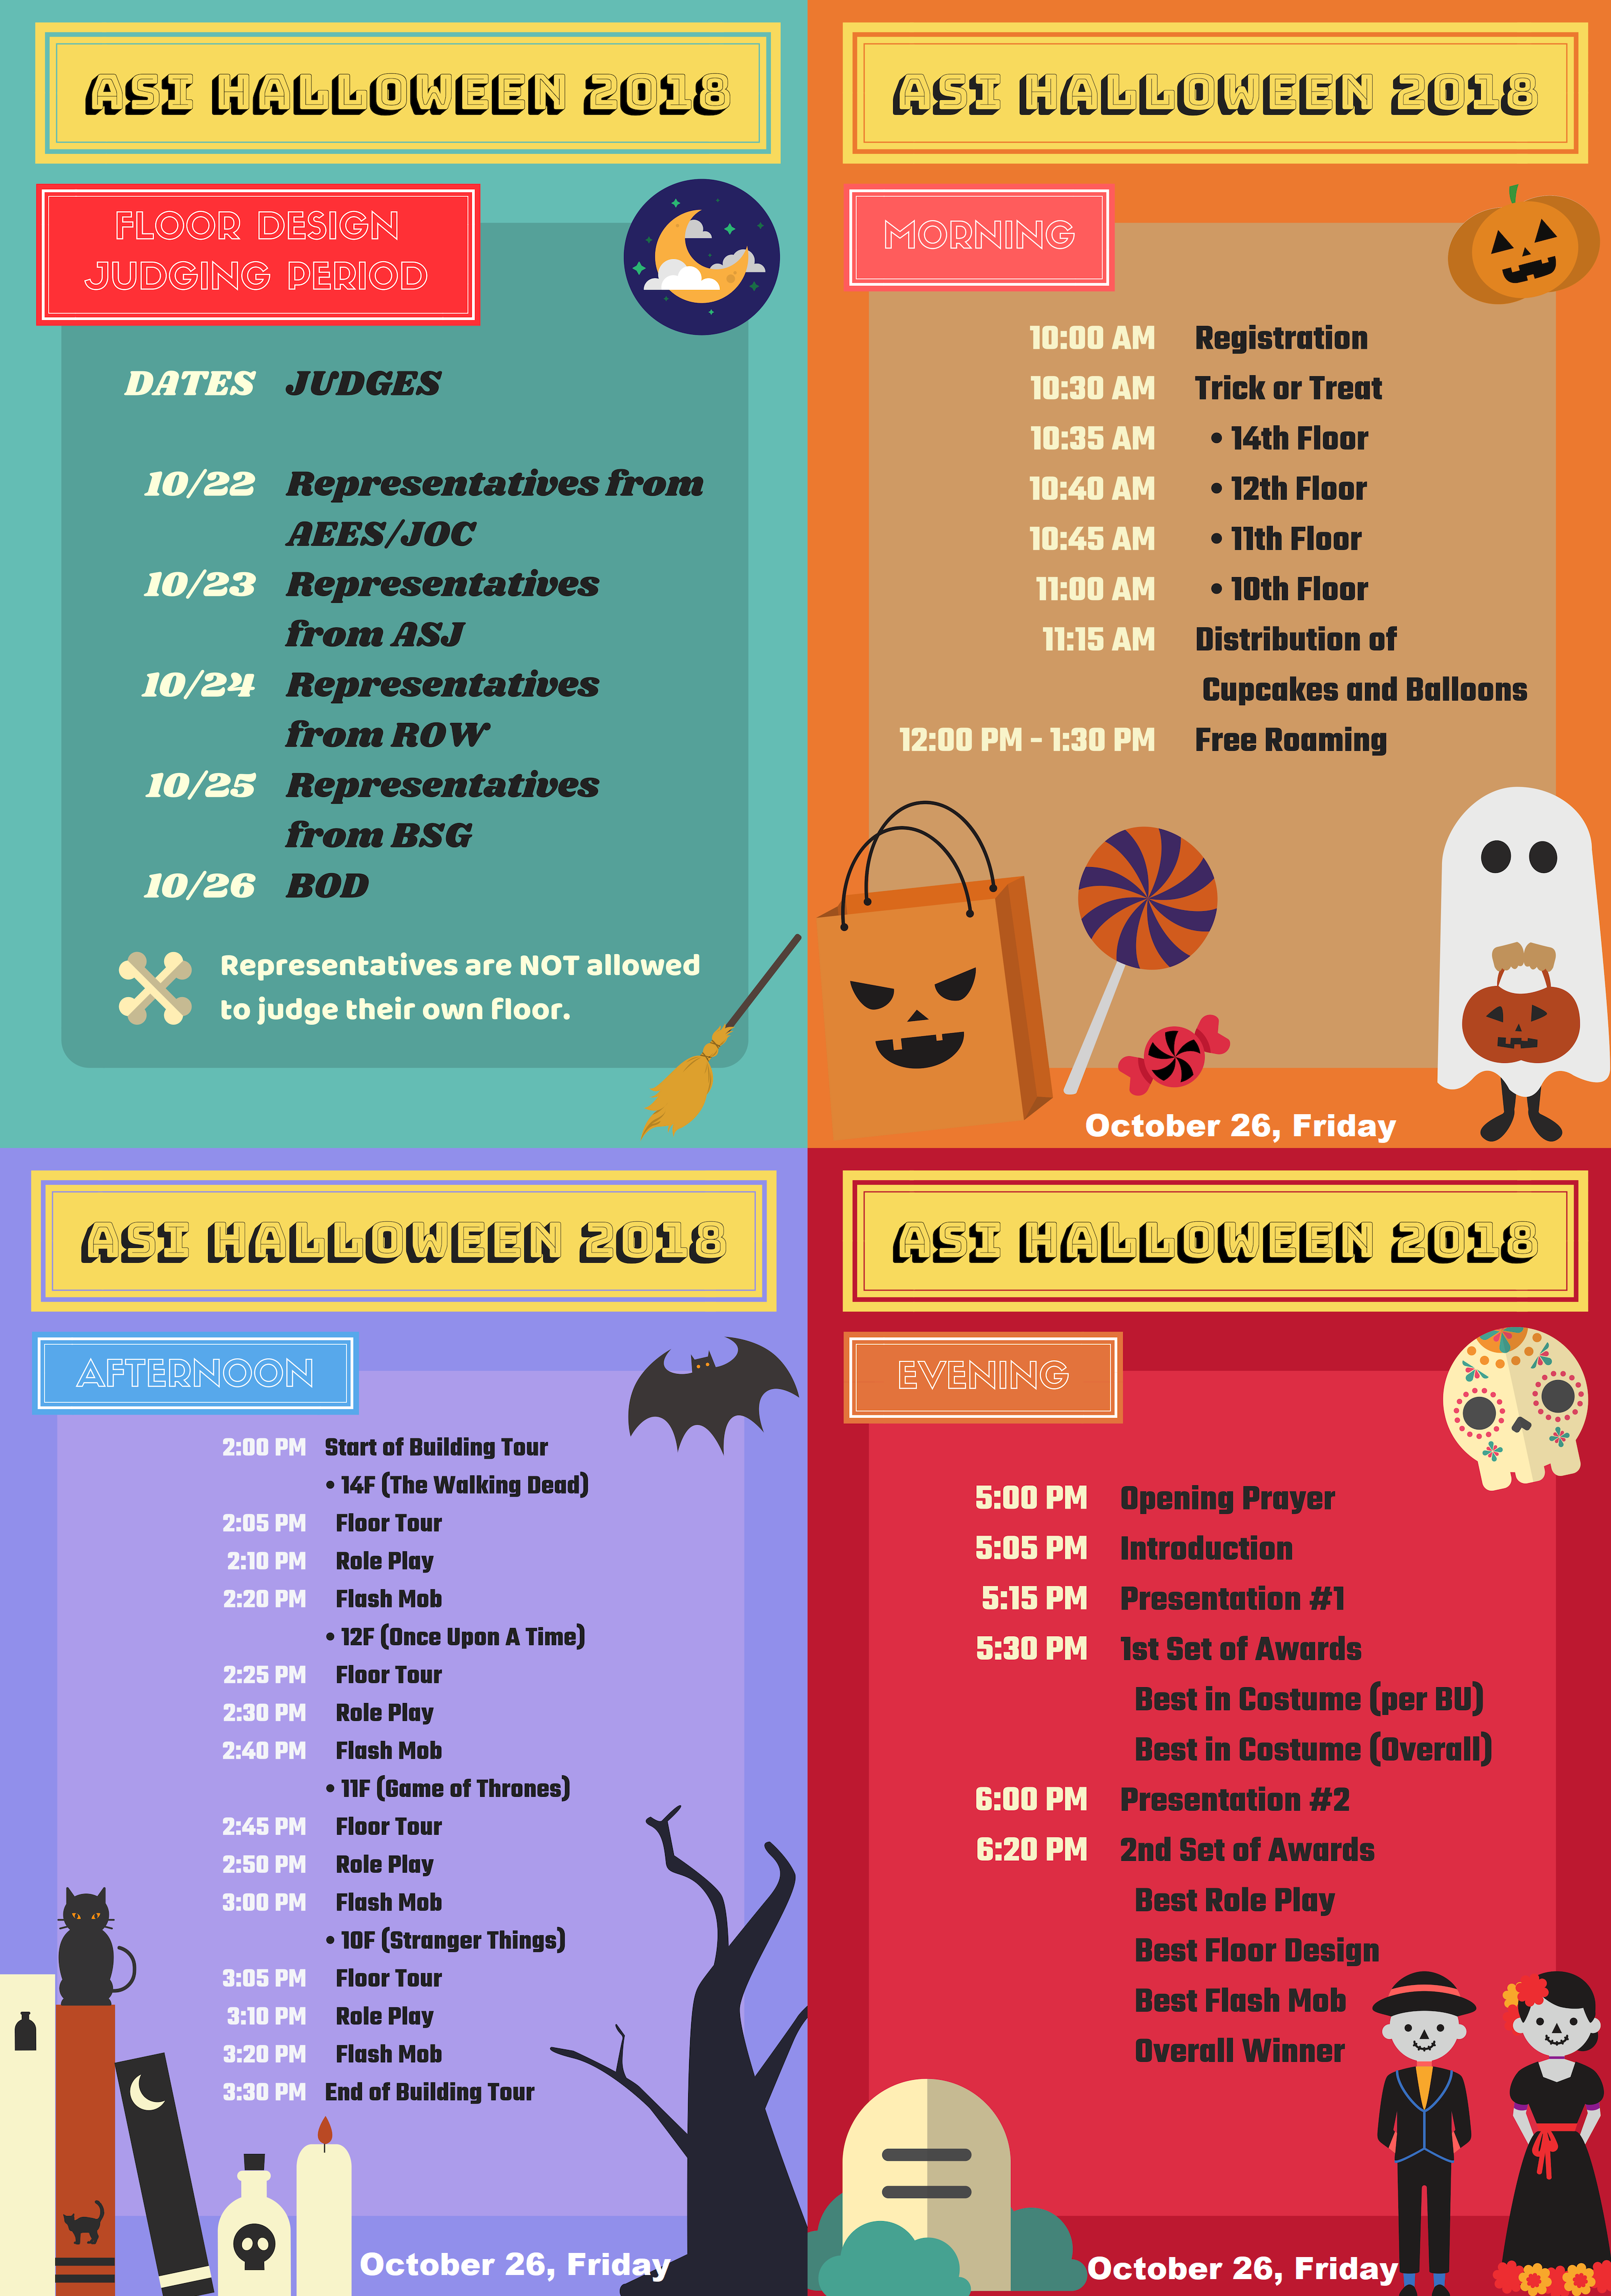 ASI HALLOWEEN 2018
FLOOR DESIGN
JUDGING PERIOD
DATES JUDGES
10/22 Representatives from
AEES/JOC
10/23 Representatives
from ASJ
10/24 Representatives
from ROW
10/25 Representatives
from BSG
10/26 BOD
Representatives are NOT allowed
to judge their own floor.
ASI HALLOWEEN 2018
MORNING
10:00 AM Registration
10:30 AM Trick or Treat
10:35 AM • 14th Floor
10:40 AM • 12th Floor
10:45 AM • 11th Floor
11:00 AM • 10th Floor
11:15 AM Distribution of
Cupcakes and Balloons
12:00 PM - 1:30 PM Free Roaming
October 26, Friday
ASI HALLOWEEN 2018
AFTERNOON
2:00 PM Start of Building Tour
• 14F (The Walking Dead)
2:05 PM Floor Tour
2:10 PM Role Play
2:20 PM Flash Mob
• 12F (Once Upon A Time)
2:25 PM Floor Tour
2:30 PM Role Play
2:40 PM Flash Mob
• 11F (Game of Thrones)
2:45 PM Floor Tour
2:50 PM Role Play
3:00 PM Flash Mob
• 10F (Stranger Things)
3:05 PM Floor Tour
3:10 PM Role Play
3:20 PM Flash Mob
3:30 PM End of Building Tour
October 26, Friday
ASI HALLOWEEN 2018
EVENING
5:00 PM Opening Prayer
5:05 PM Introduction
5:15 PM Presentation #1
5:30 PM 1st Set of Awards
Best in Costume (per BU)
Best in Costume (Overall)
6:00 PM Presentation #2
6:20 PM 2nd Set of Awards
Best Role Play
Best Floor Design
Best Flash Mob
Overall Winner
October 26, Friday